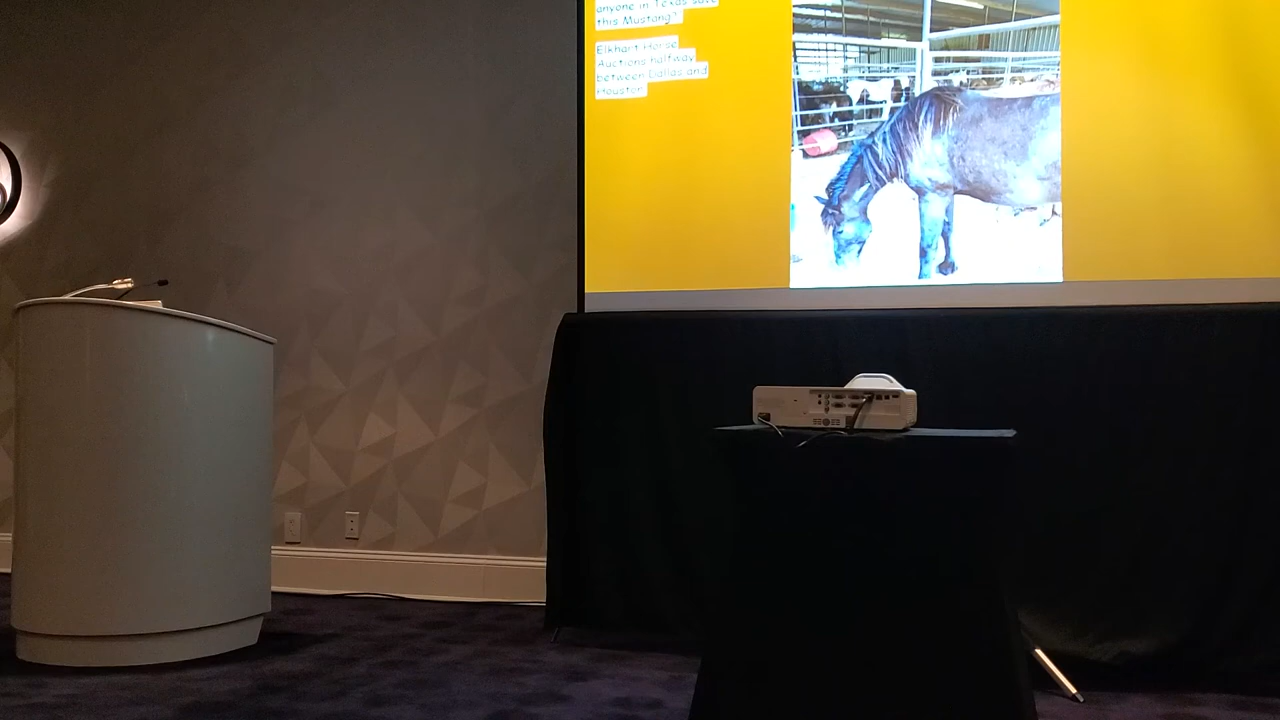 anyone in Texas save
this Mustang?
Elkhart Horse
Auctions halfway
between Dallas and
Houston